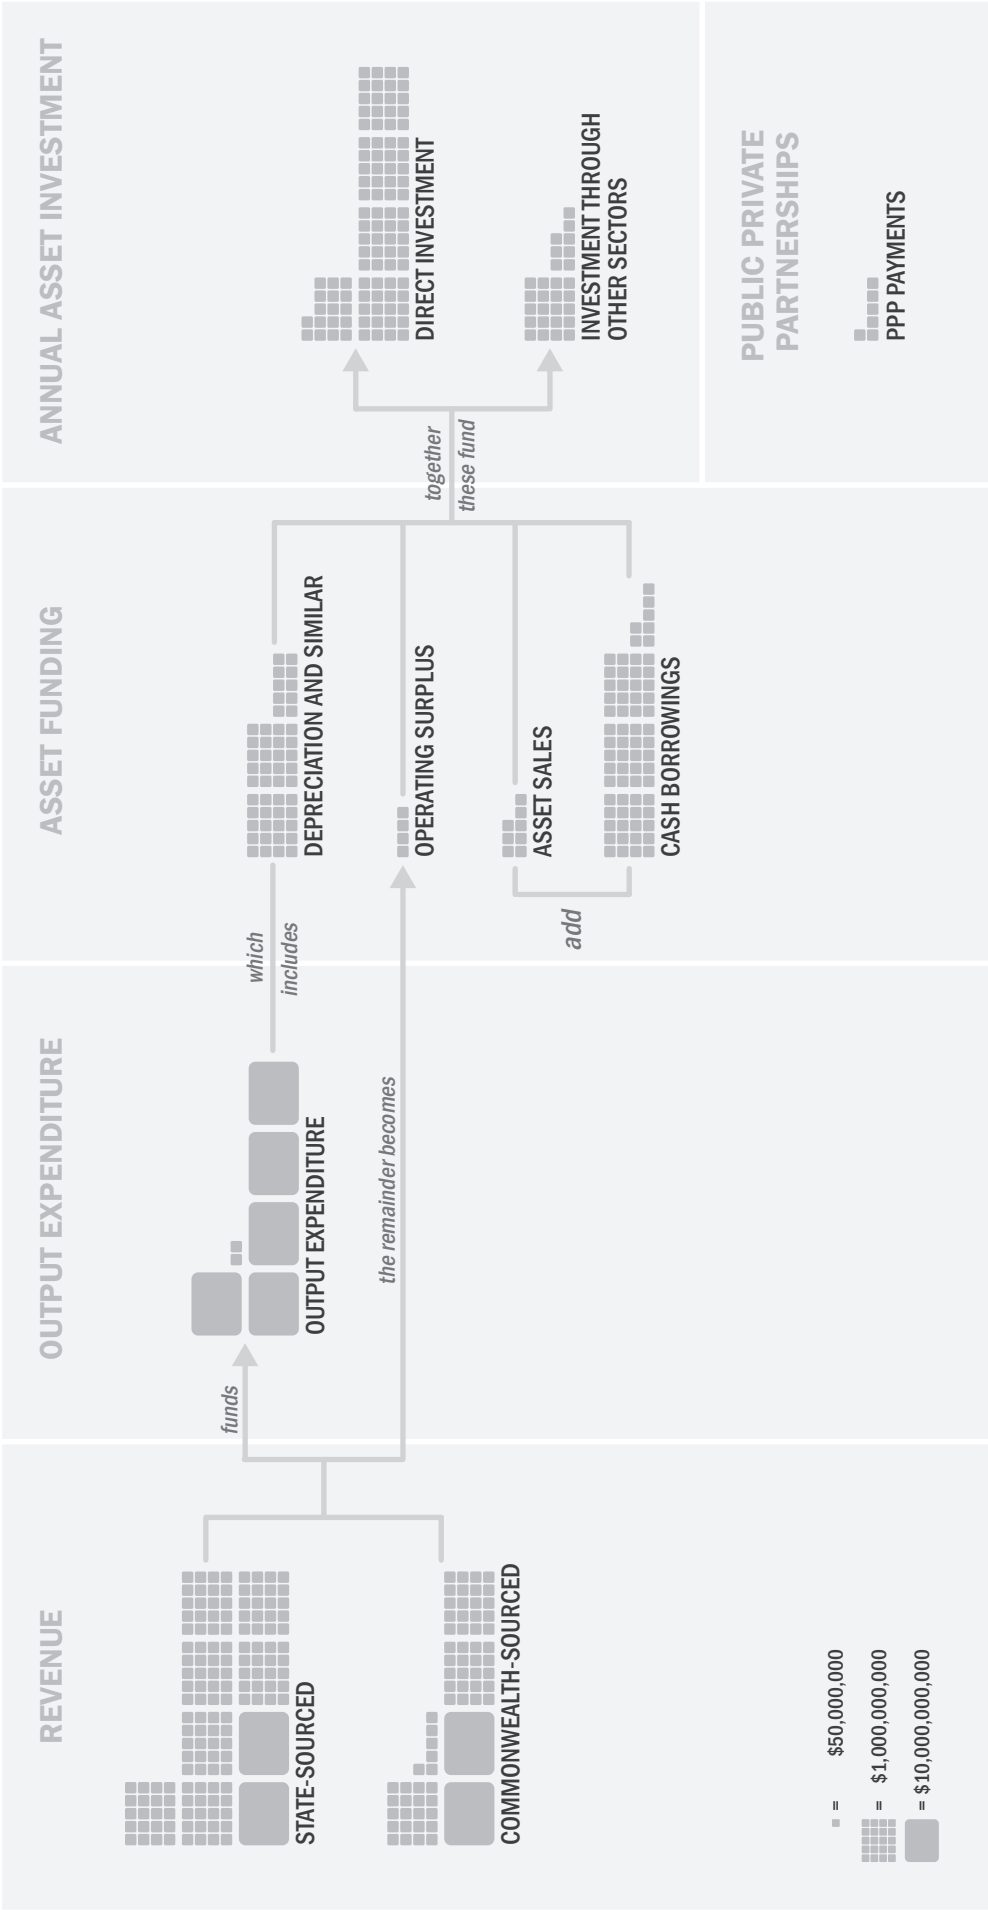 REVENUE
OUTPUT EXPENDITURE
ASSET FUNDING
ANNUAL ASSET INVESTMENT
STATE-SOURCED
COMMONWEALTH-SOURCED
funds
OUTPUT EXPENDITURE
the remainder becomes
which
includes
DEPRECIATION AND SIMILAR
OPERATING SURPLUS
ASSET SALES
add
CASH BORROWINGS
together
these fund
DIRECT INVESTMENT
INVESTMENT THROUGH
OTHER SECTORS
PUBLIC PRIVATE
PARTNERSHIPS
PPP PAYMENTS
= $50,000,000
= $1,000,000,000
= $10,000,000,000